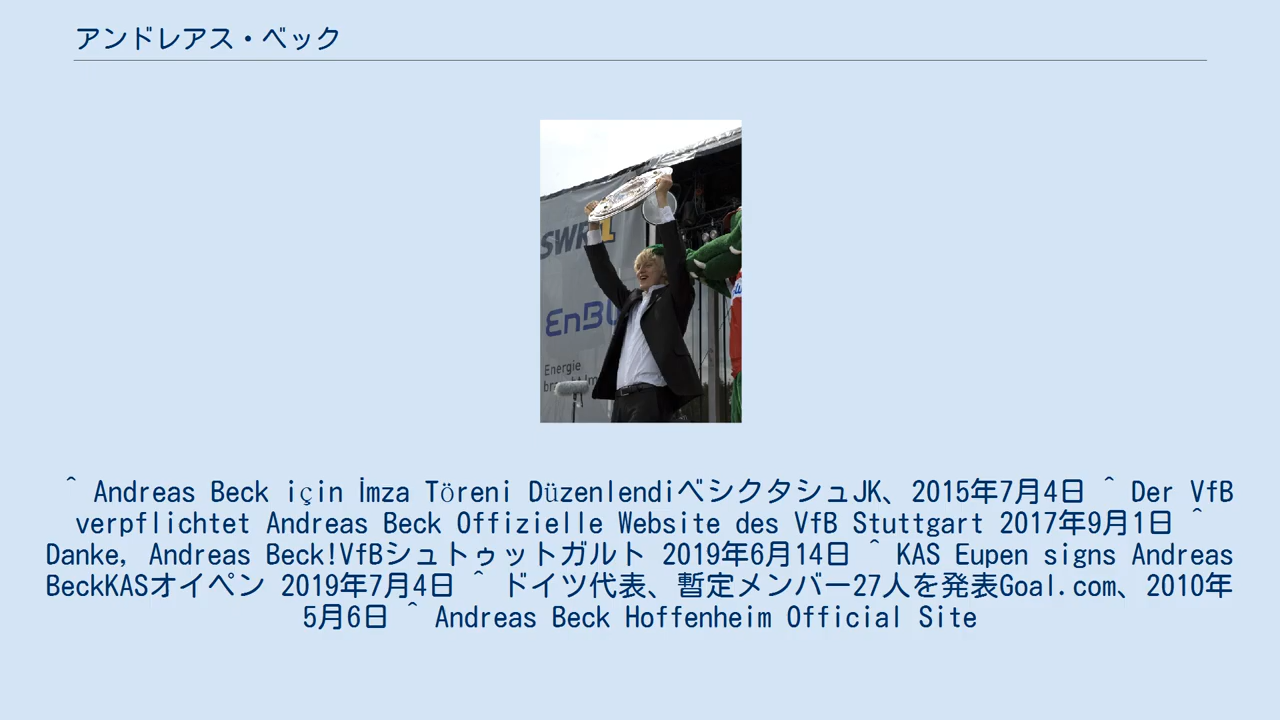 アンドレアス・ベック
SWR1
EnB
Energie
^ Andreas Beck için İmza Töreni DüzenlendiベシクタシュJK、2015年7月4日 ^ Der VfB
verpflichtet Andreas Beck Offizielle Website des VfB Stuttgart 2017年9月1日 ^
Danke, Andreas Beck!VfBシュトゥットガルト 2019年6月14日 ^ KAS Eupen signs Andreas
BeckKASオイペン 2019年7月4日 ^ ドイツ代表、暫定メンバー27人を発表Goal.com、2010年
5月6日 ^ Andreas Beck Hoffenheim Official Site